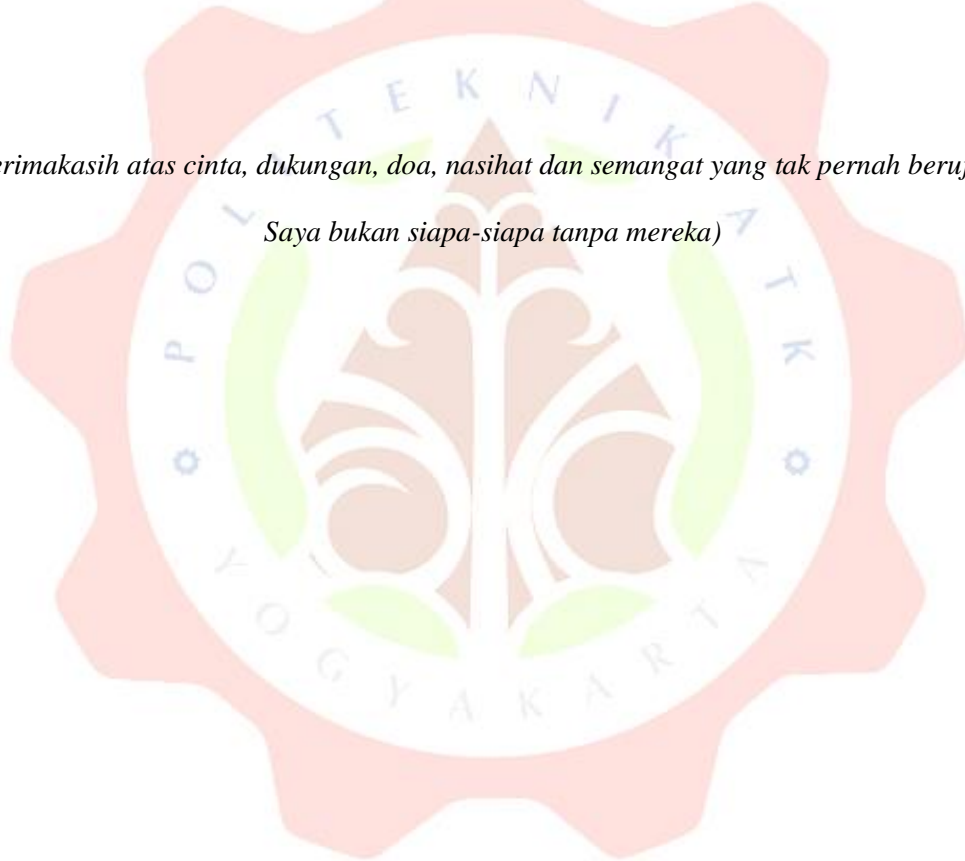 POLITEKNIK ATK
erimakasih atas cinta, dukungan, doa, nasihat dan semangat yang tak pernah beruj
Saya bukan siapa-siapa tanpa mereka)
YOGYAKARTA